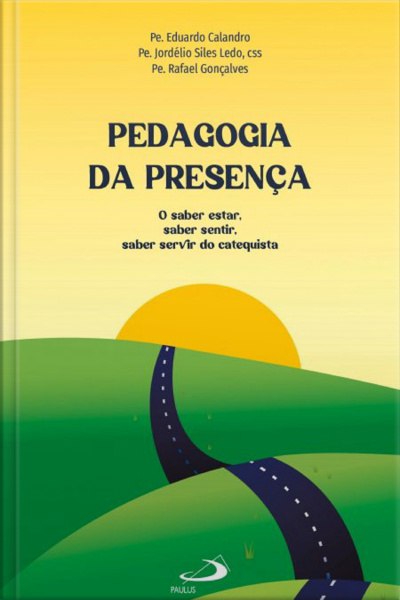 Pe. Eduardo Calandro
Pe. Jordélio Siles Ledo, css
Pe. Rafael Gonçalves
PEDAGOGIA
DA PRESENÇA
O saber estar,
saber sentir,
saber servir do catequista
PAULUS